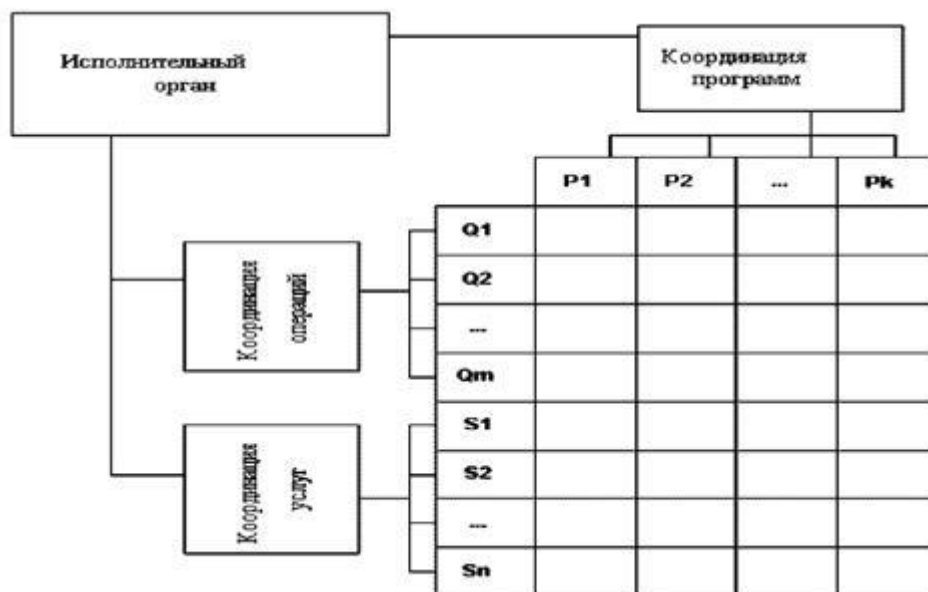 Исполнительный
орган
Координация
программ
P1 P2 ... Pk
Q1
Q2
...
Qm
S1
S2
...
Sn
Координация
операций
Координация
услуг